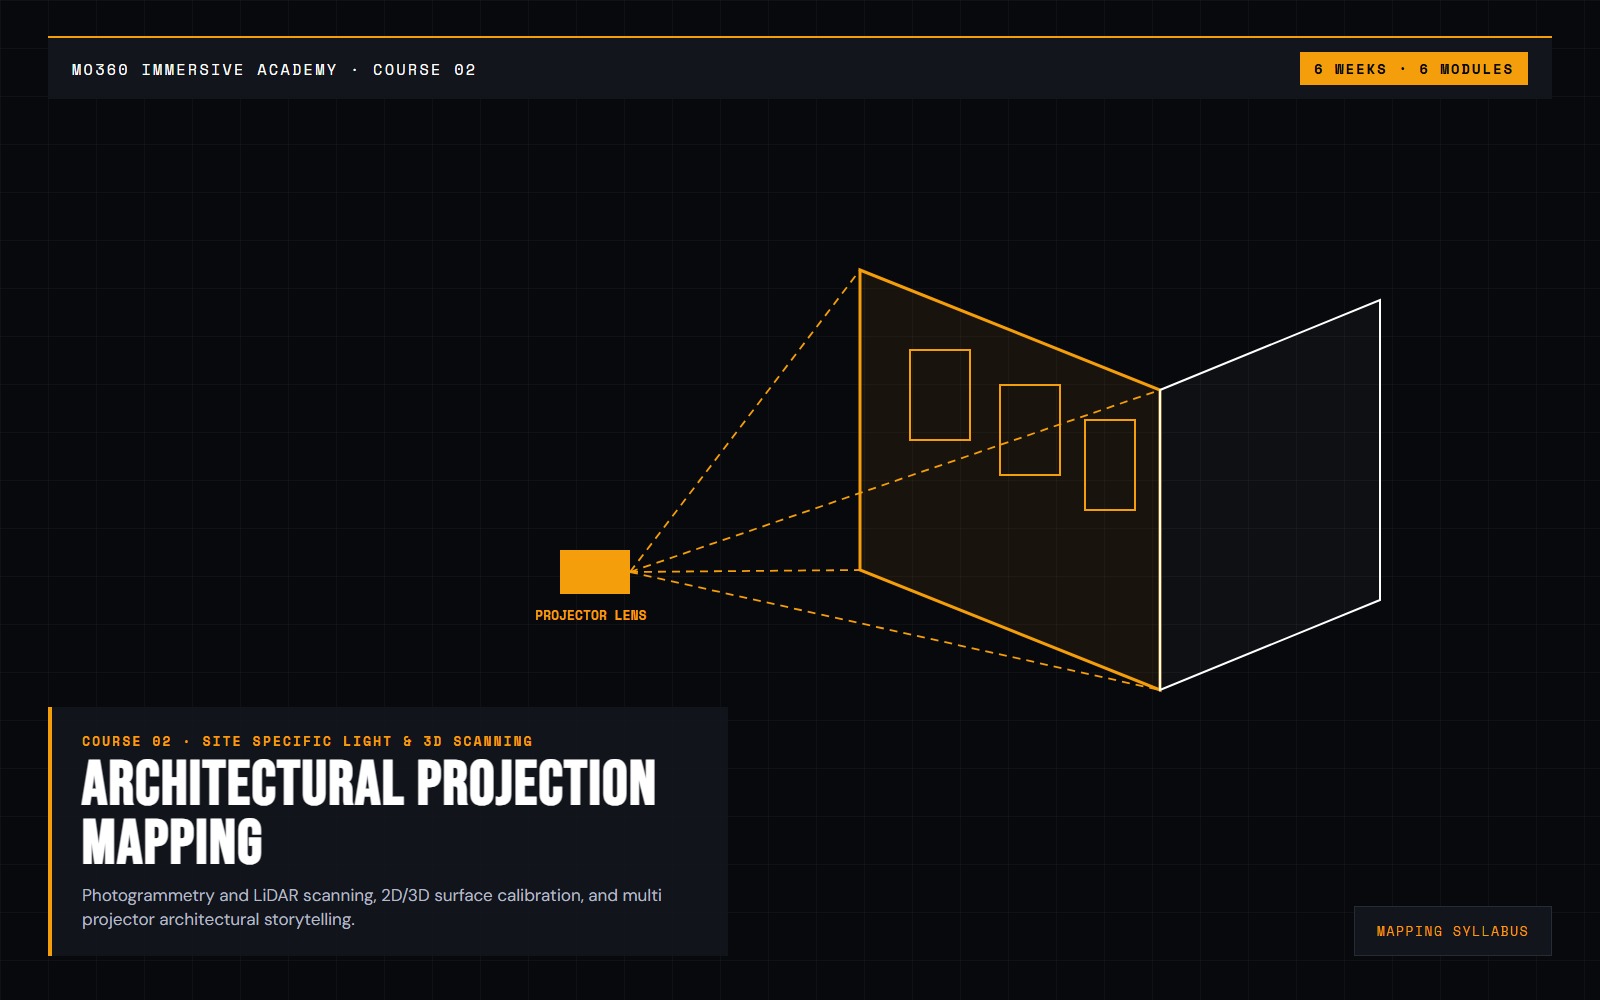 MO360 IMMERSIVE ACADEMY · COURSE 02
6 WEEKS · 6 MODULES
PROJECTOR LENS
COURSE 02 · SITE SPECIFIC LIGHT & 3D SCANNING
ARCHITECTURAL PROJECTION
MAPPING
Photogrammetry and LiDAR scanning, 2D/3D surface calibration, and multi
projector architectural storytelling.
MAPPING SYLLABUS